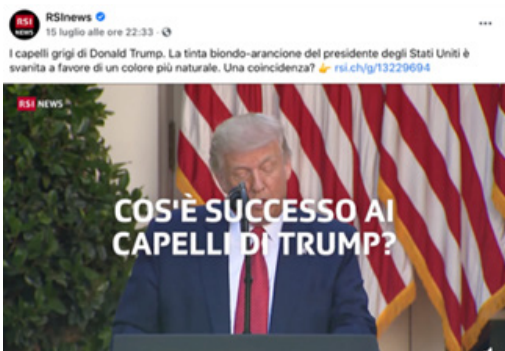 RSI NEWS
RSInews
15 luglio alle ore 22:33 ·
I capelli grigi di Donald Trump. La tinta biondo-arancione del presidente degli Stati Uniti è
svanita a favore di un colore più naturale. Una coincidenza? 👉 rsi.ch/g/13229694
RSI NEWS
COS'È SUCCESSO AI
CAPELLI DI TRUMP?